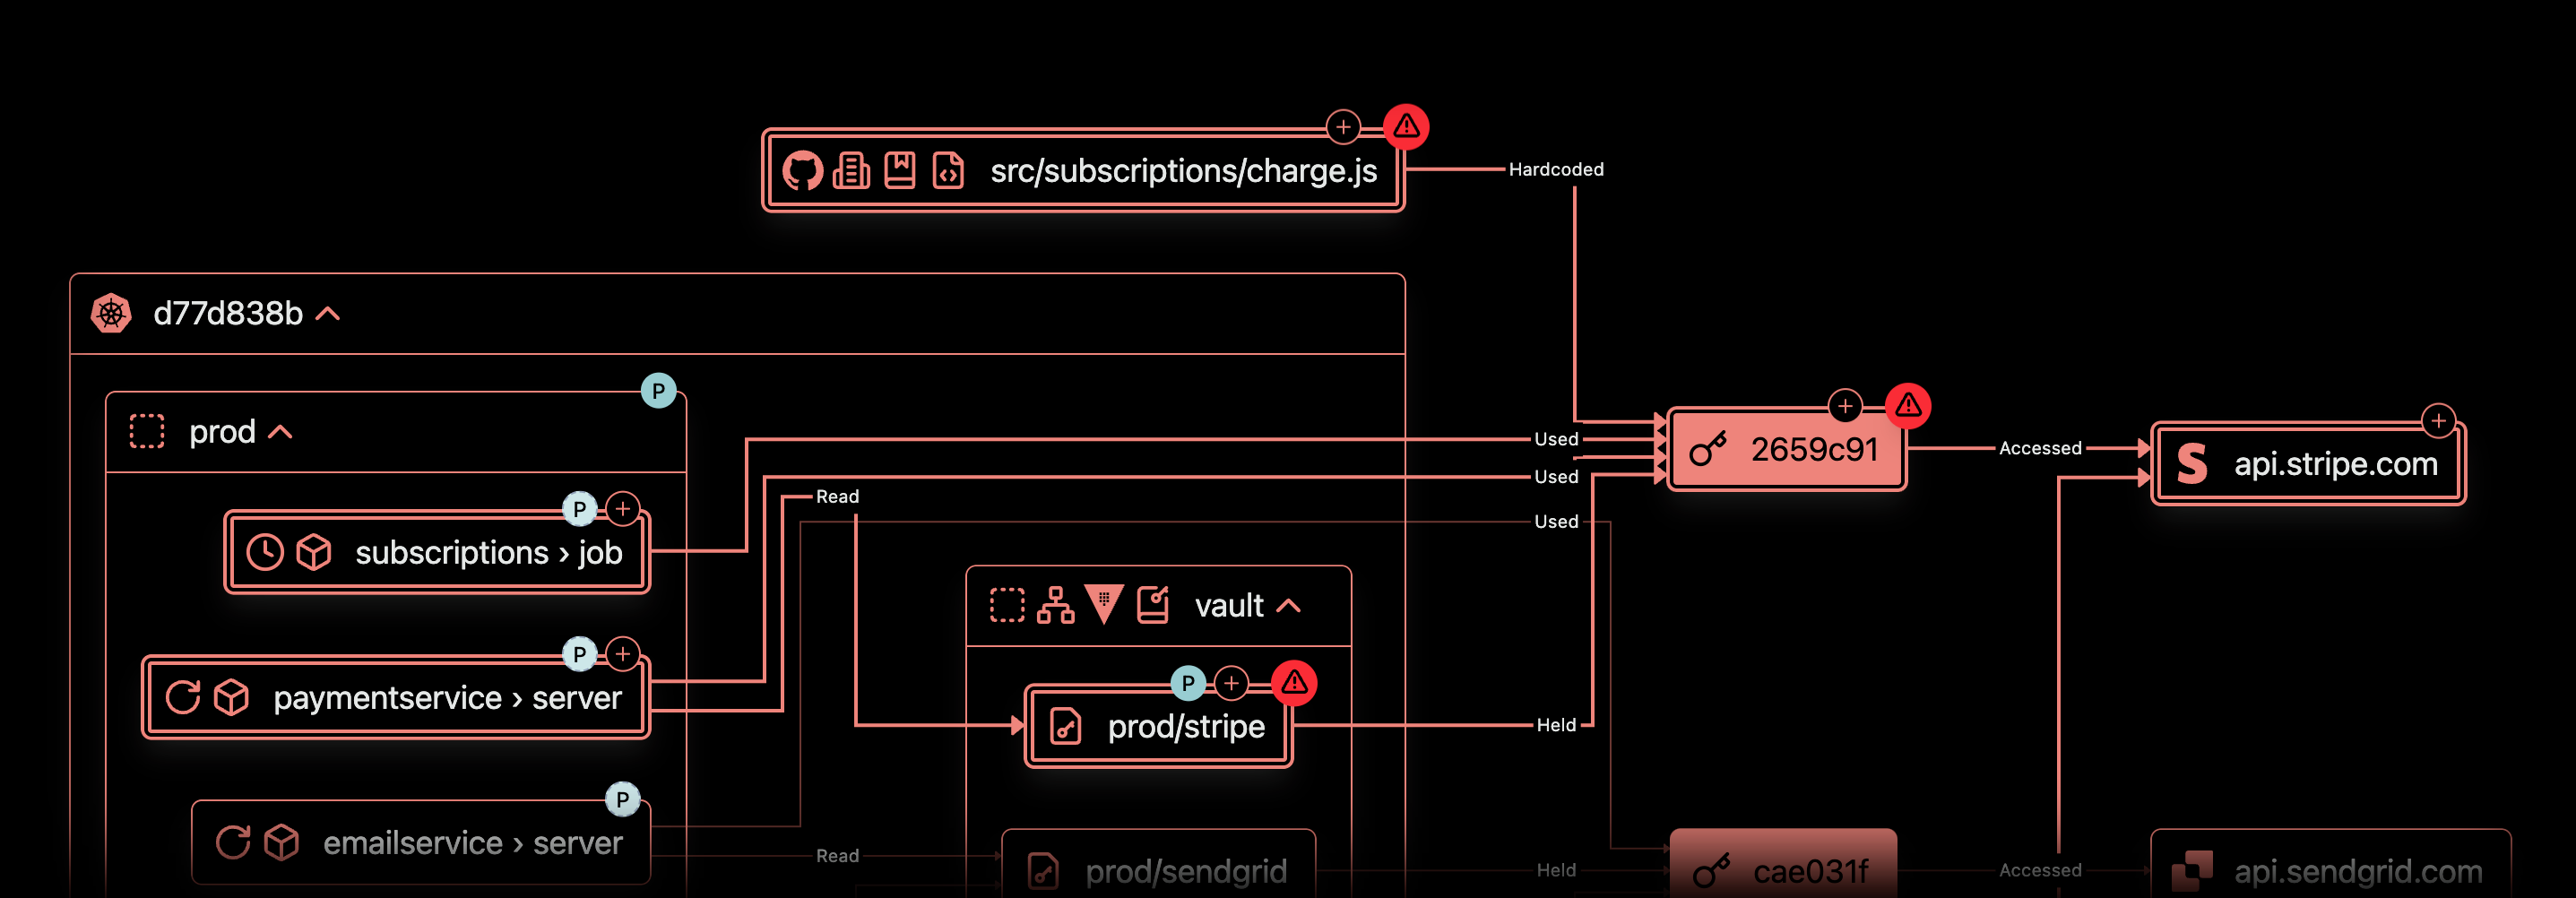 src/subscriptions/charge.js
Hardcoded
d77d838b
P
prod
Used
2659c91
Accessed
api.stripe.com
Used
Read
P
subscriptions › job
Used
vault
P
paymentservice › server
P
prod/stripe
Held
P
emailservice › server
Read
prod/sendgrid
Held
cae031f
Accessed
api.sendgrid.com